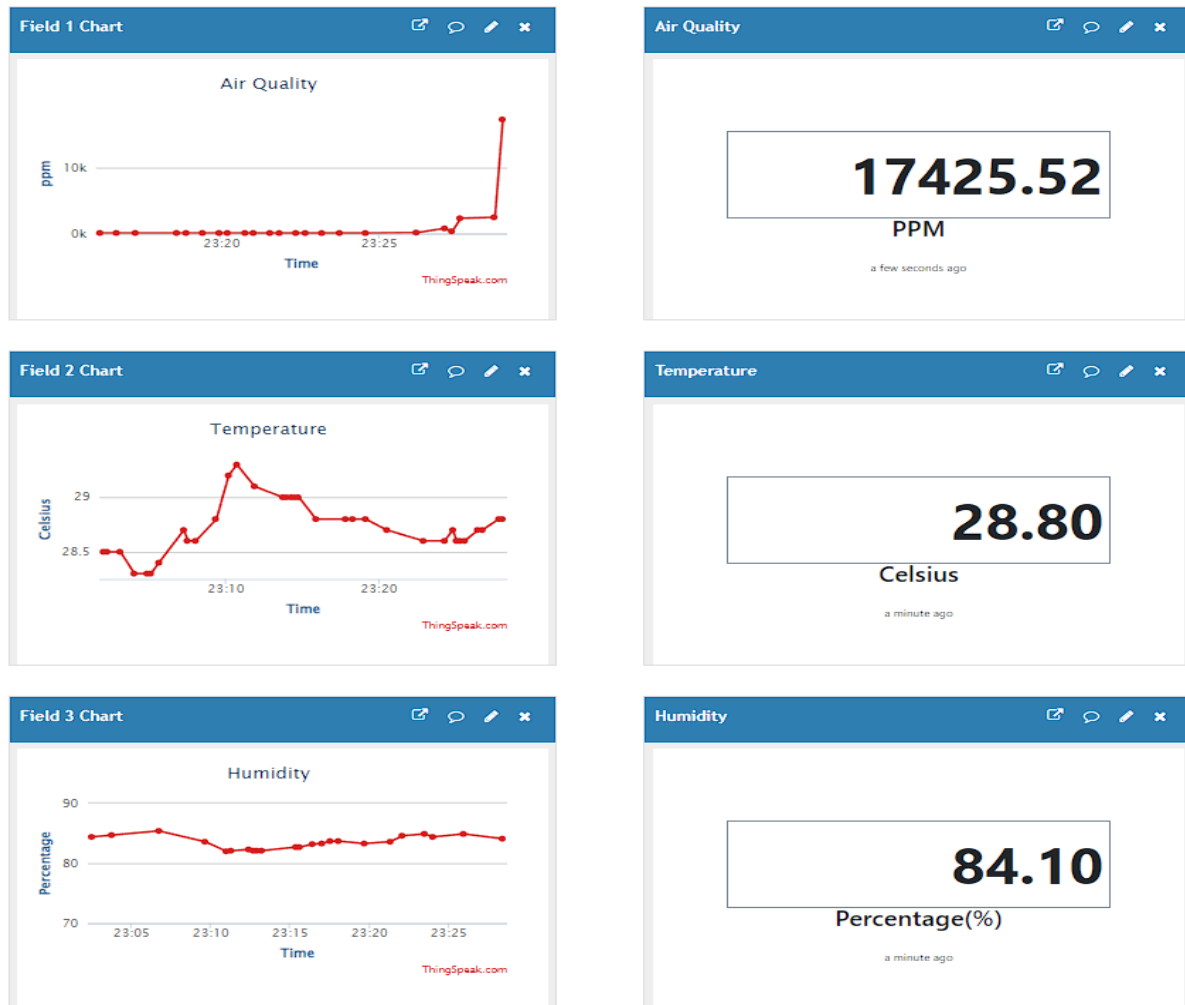 Field 1 Chart
Air Quality
ppm
10k
0k
23:20
23:25
Time
ThingSpeak.com
Air Quality
17425.52
PPM
a few seconds ago
Field 2 Chart
Temperature
Celsius
29
28.5
23:10
23:20
Time
ThingSpeak.com
Temperature
28.80
Celsius
a minute ago
Field 3 Chart
Humidity
Percentage
90
80
70
23:05
23:10
23:15
23:20
23:25
Time
ThingSpeak.com
Humidity
84.10
Percentage(%)
a minute ago